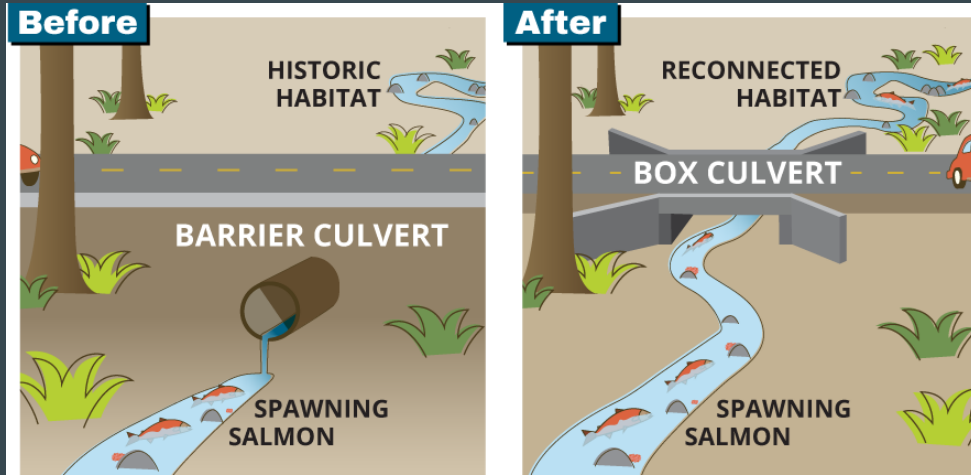 Before
HISTORIC
HABITAT
BARRIER CULVERT
SPAWNING
SALMON
After
RECONNECTED
HABITAT
BOX CULVERT
SPAWNING
SALMON